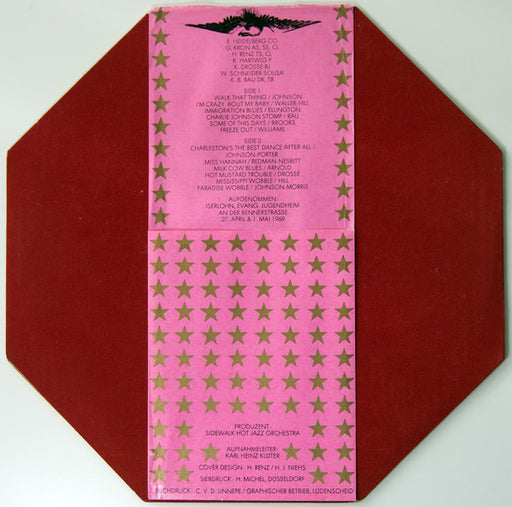 E. HEIDELBERG CO
G. KRON AS, SS, CL
H. RENZ TS, CL
K. HARTWIG P
K. DROSSE BJ
W. SCHNEIDER SOUSA
K. B. RAU DR, TB
SIDE 1
WALK THAT THING / JOHNSON
I'M CRAZY 'BOUT MY BABY / WALLER-HILL
IMMIGRATION BLUES / ELLINGTON
CHARLIE JOHNSON STOMP / RAU
SOME OF THIS DAYS / BROOKS
FREEZE OUT / WILLIAMS
SIDE 2
CHARLESTON'S THE BEST DANCE AFTER ALL /
JOHNSON-PORTER
MISS HANNAH / REDMAN-NESBITT
MILK COW BLUES / ARNOLD
HOT MUSTARD TROUBLE / DROSSE
MISSISSIPPI WOBBLE / HILL
PARADISE WOBBLE / JOHNSON-MORRIS
AUFGENOMMEN:
ISERLOHN, EVANG. JUGENDHEIM
AN DER BENNERSTRASSE
27. APRIL & 1. MAI 1969
PRODUZENT:
SIDEWALK HOT JAZZ ORCHESTRA
AUFNAHMELEITER:
KARL HEINZ KLÜTER
COVER DESIGN: H. RENZ / H. J. NIEHS
SIEBDRUCK: H. MICHEL, DÜSSELDORF
C. V. D. LINNEPE / GRAPHISCHER BETRIEB, LÜDENSCHEID